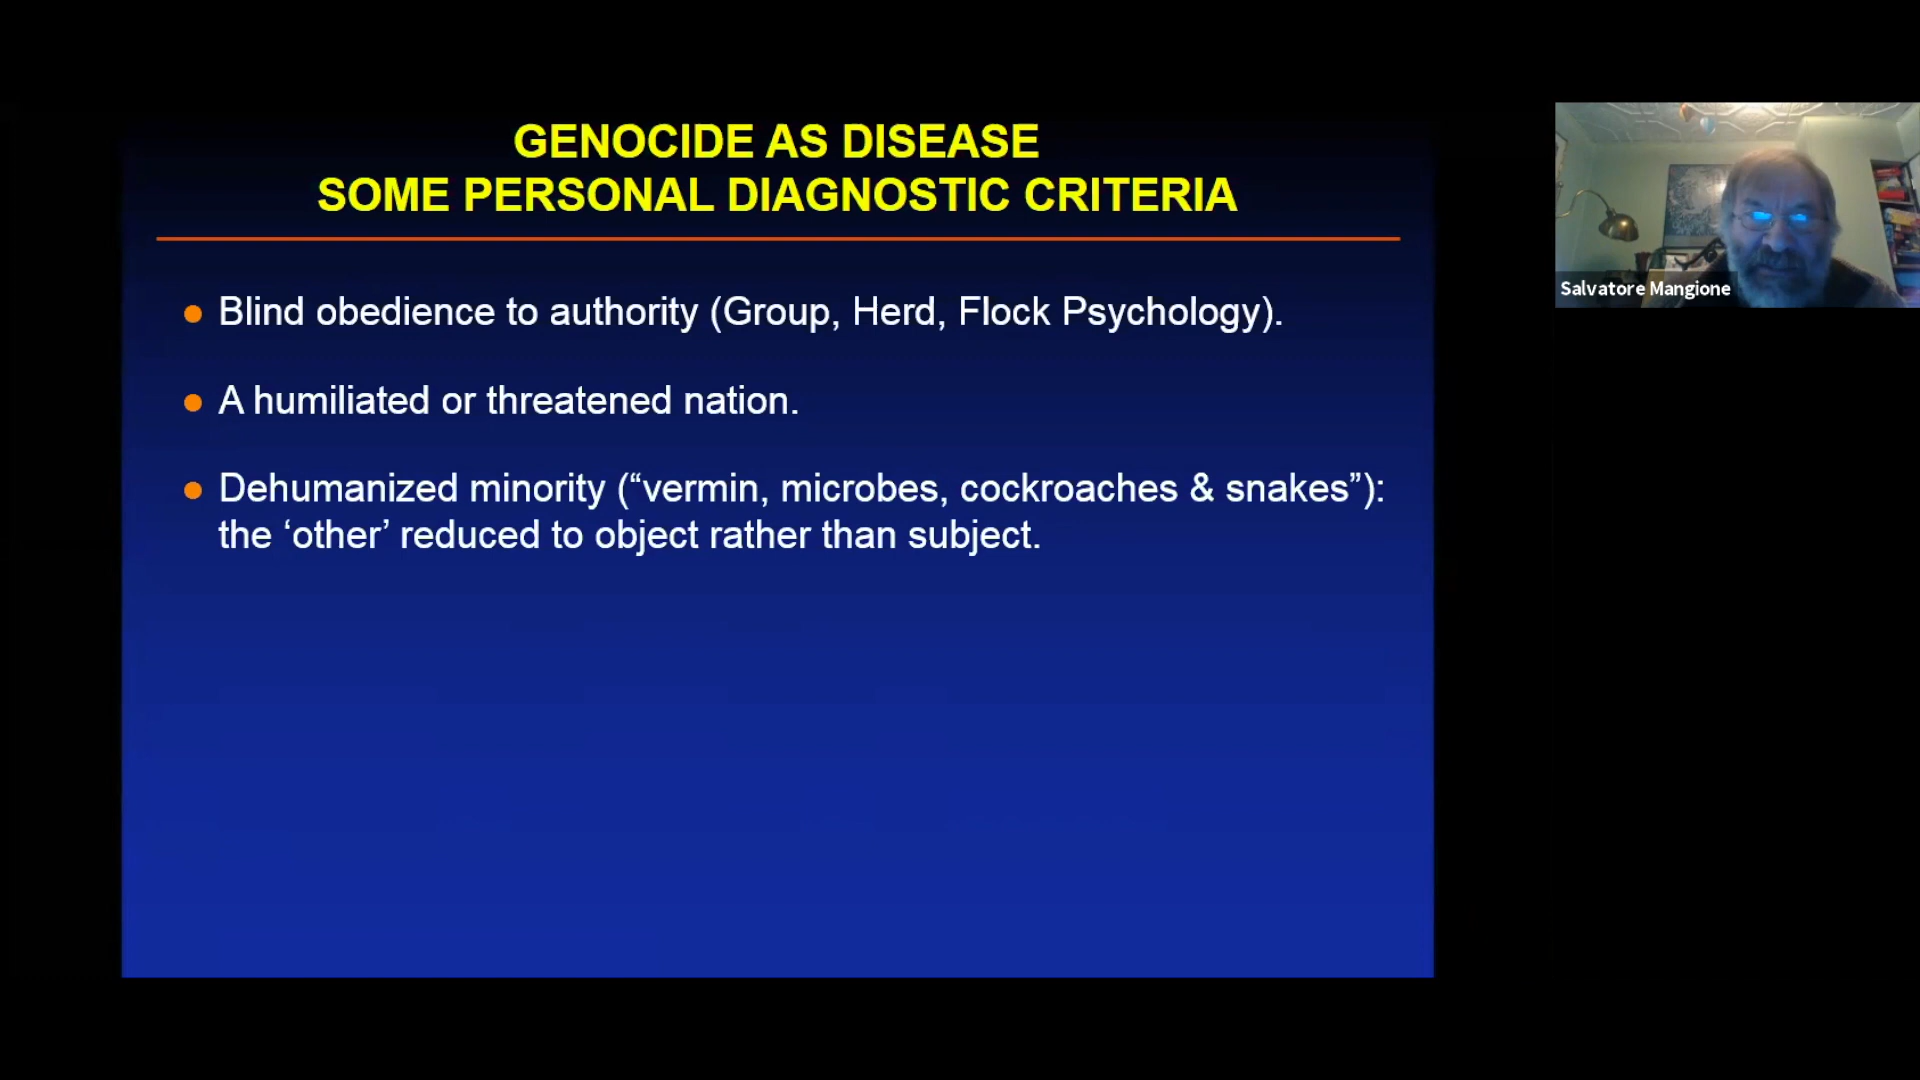 GENOCIDE AS DISEASE
SOME PERSONAL DIAGNOSTIC CRITERIA
Blind obedience to authority (Group, Herd, Flock Psychology).
A humiliated or threatened nation.
Dehumanized minority (“vermin, microbes, cockroaches & snakes”):
the ‘other’ reduced to object rather than subject.
Salvatore Mangione